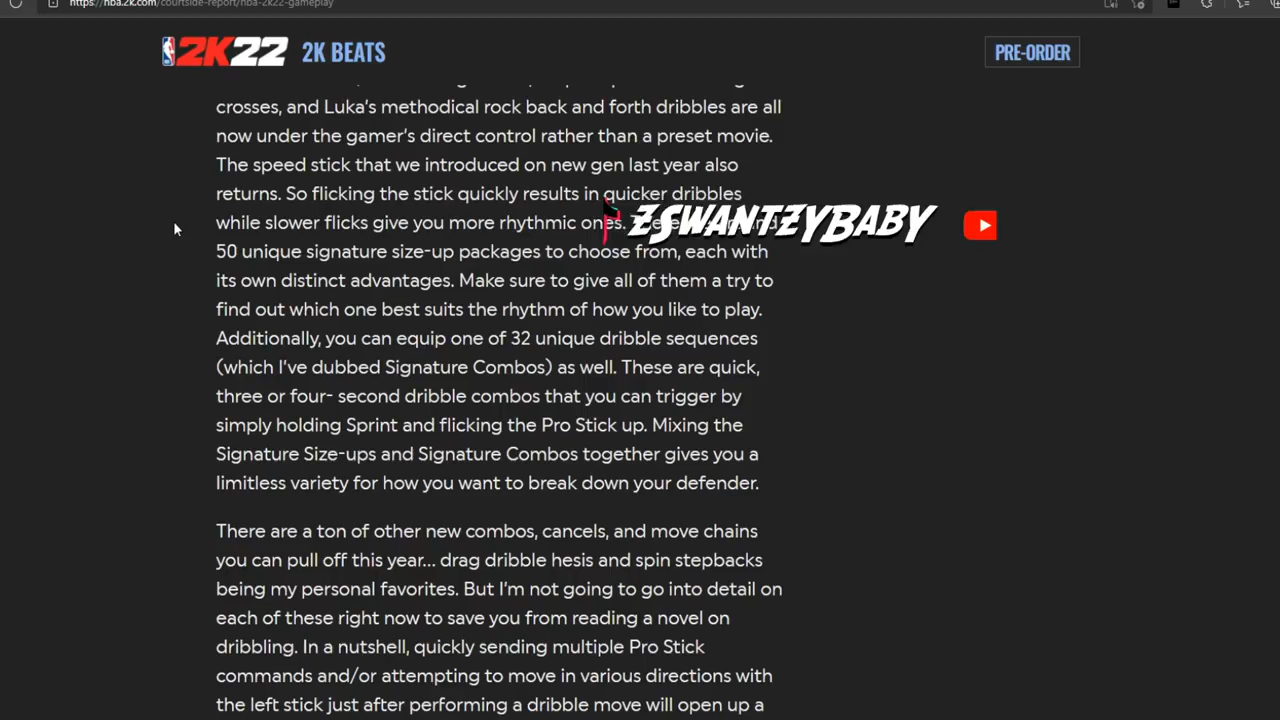 https://nba.2k.com/courtside-report/nba-2k22-gameplay
2K22 2K BEATS PRE-ORDER
crosses, and Luka's methodical rock back and forth dribbles are all
now under the gamer's direct control rather than a preset movie.
The speed stick that we introduced on new gen last year also
returns. So flicking the stick quickly results in quicker dribbles
while slower flicks give you more rhythmic ones.
ZSWANTZYBABY
50 unique signature size-up packages to choose from, each with
its own distinct advantages. Make sure to give all of them a try to
find out which one best suits the rhythm of how you like to play.
Additionally, you can equip one of 32 unique dribble sequences
(which I've dubbed Signature Combos) as well. These are quick,
three or four- second dribble combos that you can trigger by
simply holding Sprint and flicking the Pro Stick up. Mixing the
Signature Size-ups and Signature Combos together gives you a
limitless variety for how you want to break down your defender.
There are a ton of other new combos, cancels, and move chains
you can pull off this year... drag dribble hesis and spin stepbacks
being my personal favorites. But I'm not going to go into detail on
each of these right now to save you from reading a novel on
dribbling. In a nutshell, quickly sending multiple Pro Stick
commands and/or attempting to move in various directions with
the left stick just after performing a dribble move will open up a